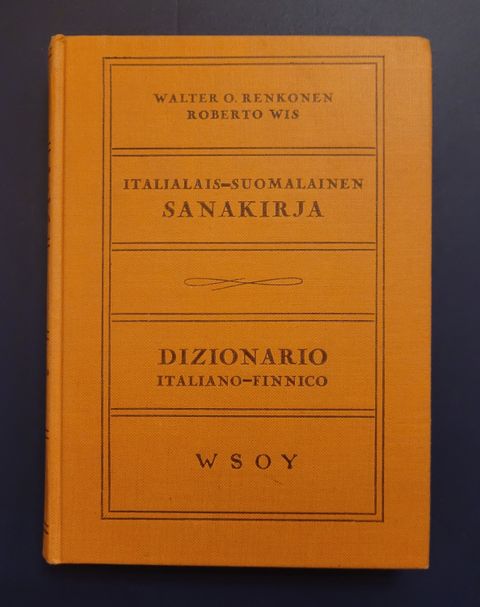 WALTER O. RENKONEN
ROBERTO WIS
ITALIALAIS-SUOMALAINEN
SANAKIRJA
DIZIONARIO
ITALIANO-FINNICO
WSOY